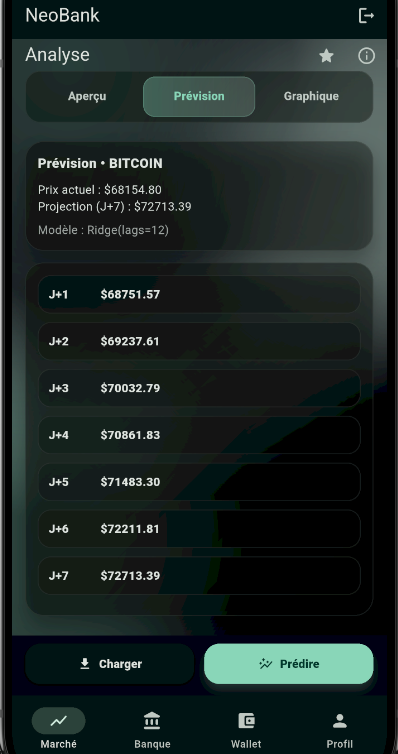 NeoBank
Analyse
Aperçu Prévision Graphique
Prévision • BITCOIN
Prix actuel : $68154.80
Projection (J+7) : $72713.39
Modèle : Ridge(lags=12)
J+1 $68751.57
J+2 $69237.61
J+3 $70032.79
J+4 $70861.83
J+5 $71483.30
J+6 $72211.81
J+7 $72713.39
Charger Prédire
Marché Banque Wallet Profil